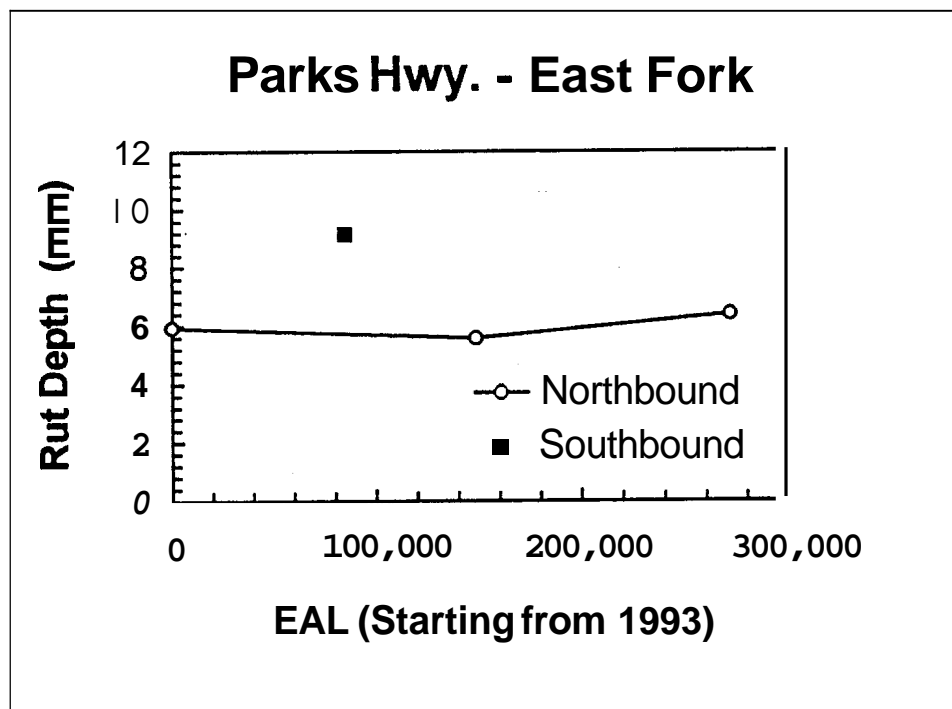 Parks Hwy. - East Fork
Rut Depth (mm)
12
10
8
6
4
2
0
Northbound
Southbound
0 100,000 200,000 300,000
EAL (Starting from 1993)